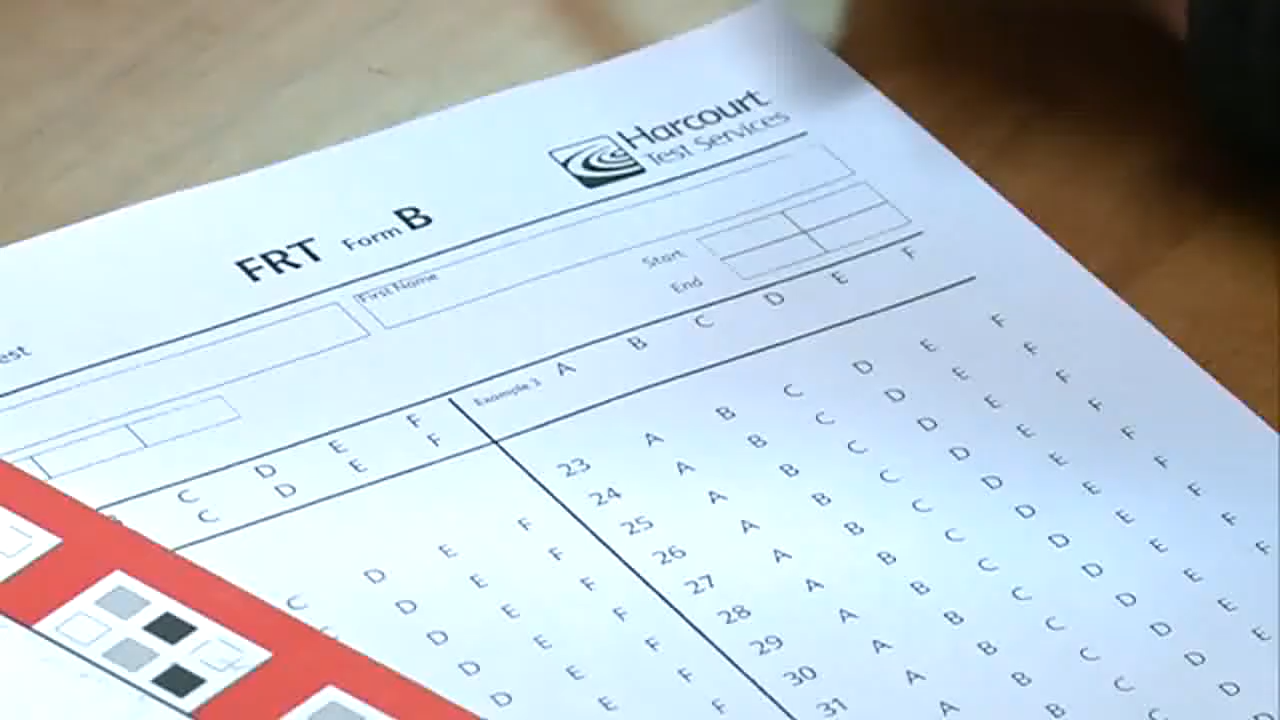 Harcourt
Test Services
FRT Form B
First Name
Start
End
est
Example 3 A B C D E F
C D E F
C D E F
23 A B C D E F
24 A B C D E F
25 A B C D E F
26 A B C D E F
27 A B C D E F
28 A B C D E F
29 A B C D E F
30 A B C D E F
31 A B C D E F
C D E F
D E F
D E F
D E F
D E F